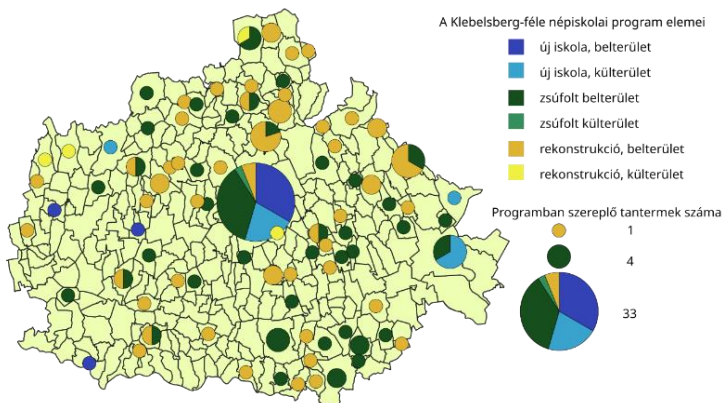 A Klebelsberg-féle népiskolai program elemei
új iskola, belterület
új iskola, külterület
zsúfolt belterület
zsúfolt külterület
rekonstrukció, belterület
rekonstrukció, külterület
Programban szereplő tantermek száma
1
4
33